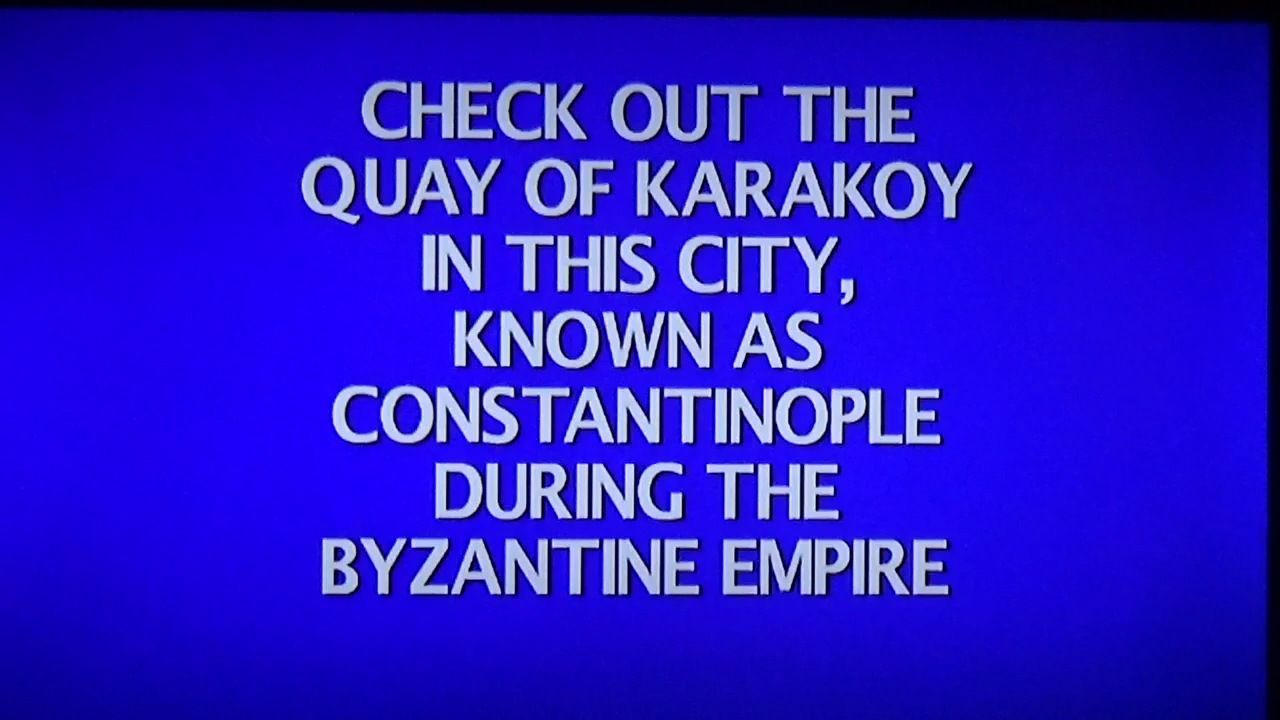 CHECK OUT THE
QUAY OF KARAKOY
IN THIS CITY,
KNOWN AS
CONSTANTINOPLE
DURING THE
BYZANTINE EMPIRE